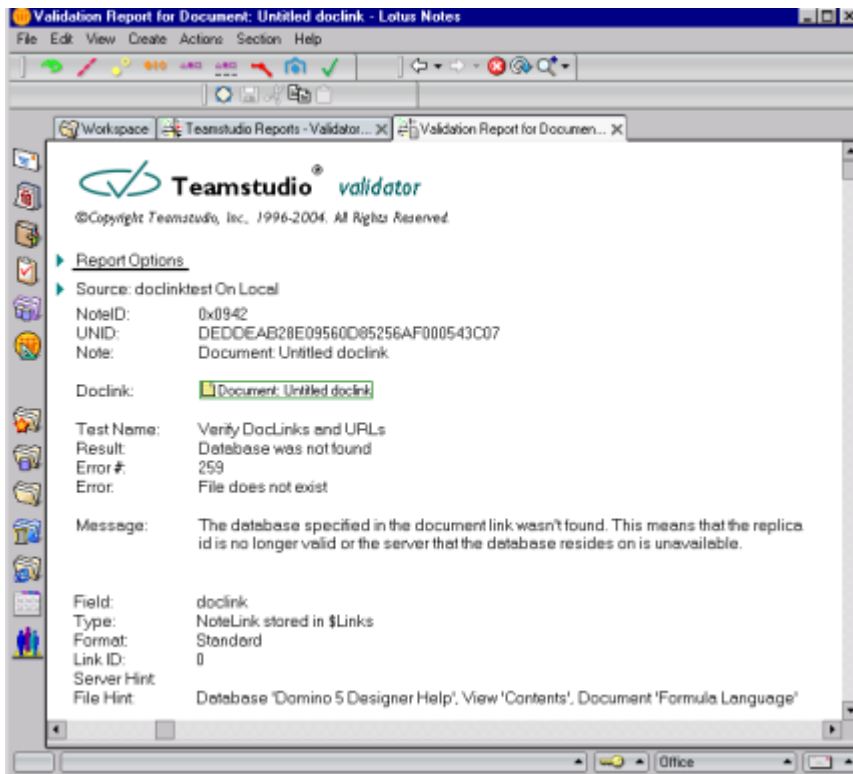 Validation Report for Document: Untitled doclink - Lotus Notes
File Edit View Create Actions Section Help
Workspace Teamstudio Reports - Validator... Validation Report for Documen...
Teamstudio® validator
©Copyright Teamstudio, Inc., 1996-2004. All Rights Reserved.
Report Options
Source: doclinktest On Local
NoteID: 0x0942
UNID: DEDDEAB28E09560D85256AF000543C07
Note: Document: Untitled doclink
Doclink: Document: Untitled doclink
Test Name: Verify DocLinks and URLs
Result: Database was not found
Error #: 259
Error: File does not exist
Message: The database specified in the document link wasn't found. This means that the replica
id is no longer valid or the server that the database resides on is unavailable.
Field: doclink
Type: NoteLink stored in $Links
Format: Standard
Link ID: 0
Server Hint
File Hint Database 'Domino 5 Designer Help', View 'Contents', Document 'Formula Language'
Office